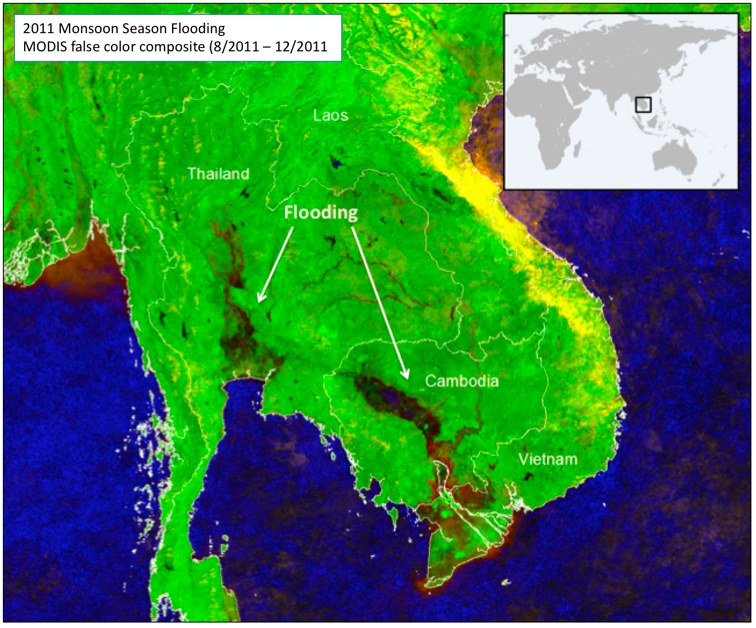 2011 Monsoon Season Flooding
MODIS false color composite (8/2011 – 12/2011
Laos
Thailand
Flooding
Cambodia
Vietnam